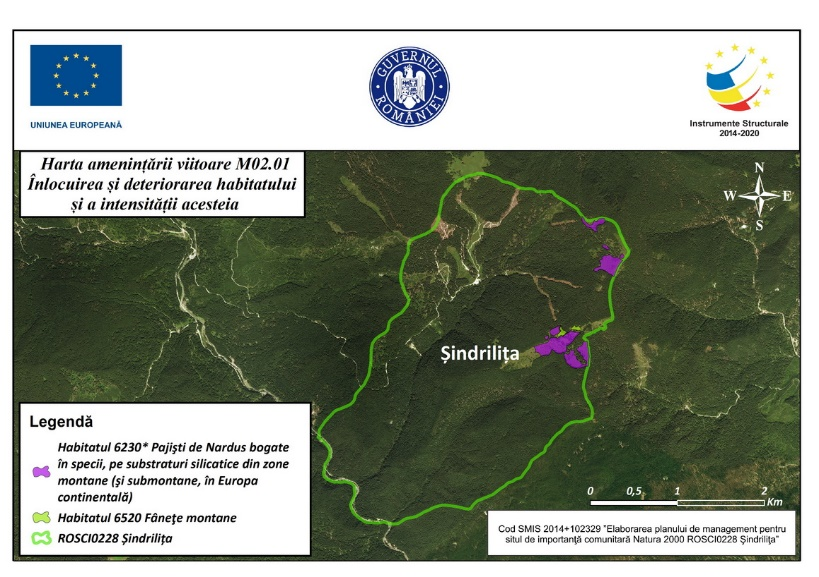 UNIUNEA EUROPEANĂ
GUVERNUL ROMÂNIEI
Instrumente Structurale
2014-2020
Harta amenințării viitoare M02.01
Înlocuirea și deteriorarea habitatului
și a intensității acesteia
N
W E
S
Șindrilița
Legendă
Habitatul 6230* Pajiști de Nardus bogate
în specii, pe substraturi silicatice din zone
montane (și submontane, în Europa
continentală)
Habitatul 6520 Fânețe montane
ROSCI0228 Șindrilița
0 0,5 1 2
Km
Cod SMIS 2014+102329 "Elaborarea planului de management pentru
situl de importanță comunitară Natura 2000 ROSCI0228 Șindrilița"